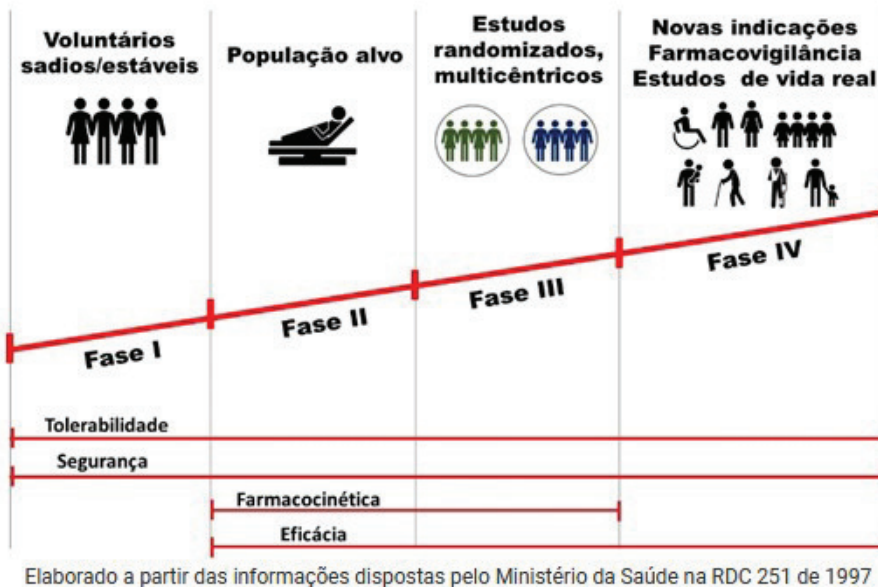 Voluntários
sadios/estáveis
População alvo
Estudos
randomizados,
multicêntricos
Novas indicações
Farmacovigilância
Estudos de vida real
Fase I
Fase II
Fase III
Fase IV
Tolerabilidade
Segurança
Farmacocinética
Eficácia
Elaborado a partir das informações dispostas pelo Ministério da Saúde na RDC 251 de 1997